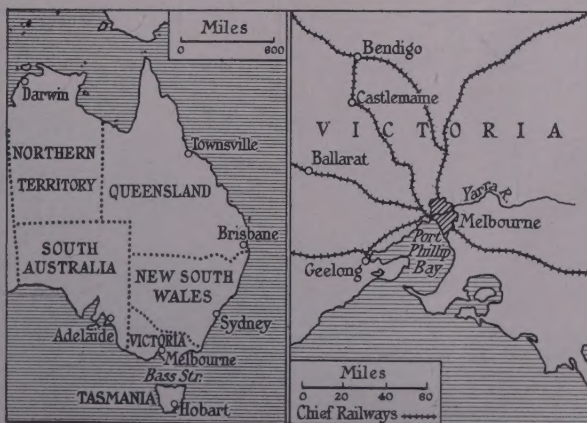 Miles
0 600
Darwin
NORTHERN
TERRITORY
Townsville
QUEENSLAND
Brisbane
SOUTH
AUSTRALIA
NEW SOUTH
WALES
Adelaide
Sydney
VICTORIA
Melbourne
Bass Str.
TASMANIA
Hobart
Bendigo
Castlemaine
VICTORIA
Ballarat
Yarra R.
Melbourne
Port
Phillip
Bay
Geelong
Miles
0 20 40 60
Chief Railways